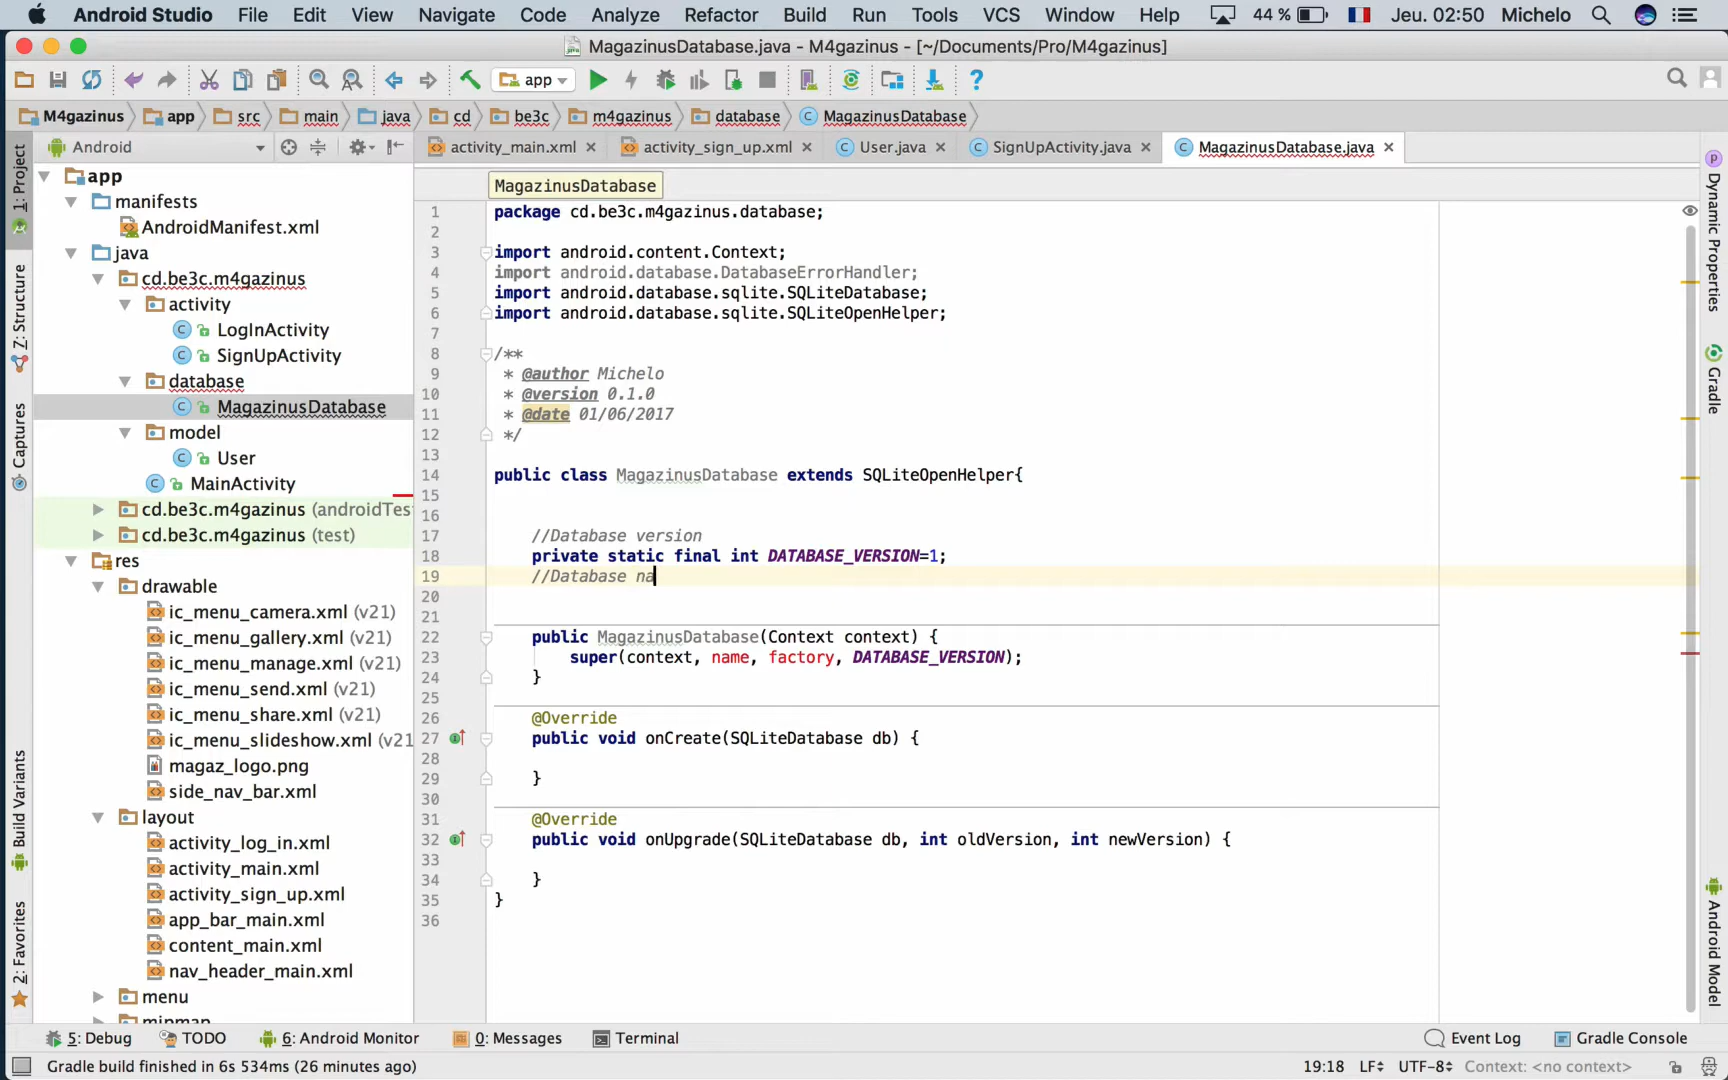 Android Studio File Edit View Navigate Code Analyze Refactor Build Run Tools VCS Window Help 44 % Jeu. 02:50 Michelo
MagazinusDatabase.java - M4gazinus - [~/Documents/Pro/M4gazinus]
app
M4gazinus app src main java cd be3c m4gazinus database MagazinusDatabase
Android
activity_main.xml activity_sign_up.xml User.java SignUpActivity.java MagazinusDatabase.java
1: Project
Z: Structure
Captures
Build Variants
2: Favorites
app
manifests
AndroidManifest.xml
java
cd.be3c.m4gazinus
activity
LogInActivity
SignUpActivity
database
MagazinusDatabase
model
User
MainActivity
cd.be3c.m4gazinus (androidTes
cd.be3c.m4gazinus (test)
res
drawable
ic_menu_camera.xml (v21)
ic_menu_gallery.xml (v21)
ic_menu_manage.xml (v21)
ic_menu_send.xml (v21)
ic_menu_share.xml (v21)
ic_menu_slideshow.xml (v21
magaz_logo.png
side_nav_bar.xml
layout
activity_log_in.xml
activity_main.xml
activity_sign_up.xml
app_bar_main.xml
content_main.xml
nav_header_main.xml
menu
mipmap
MagazinusDatabase
1 package cd.be3c.m4gazinus.database;
2
3 import android.content.Context;
4 import android.database.DatabaseErrorHandler;
5 import android.database.sqlite.SQLiteDatabase;
6 import android.database.sqlite.SQLiteOpenHelper;
7
8 /**
9 * @author Michelo
10 * @version 0.1.0
11 * @date 01/06/2017
12 */
13
14 public class MagazinusDatabase extends SQLiteOpenHelper{
15
16
17 //Database version
18 private static final int DATABASE_VERSION=1;
19 //Database na
20
21
22 public MagazinusDatabase(Context context) {
23 super(context, name, factory, DATABASE_VERSION);
24 }
25
26 @Override
27 public void onCreate(SQLiteDatabase db) {
28
29 }
30
31 @Override
32 public void onUpgrade(SQLiteDatabase db, int oldVersion, int newVersion) {
33
34 }
35 }
36
Dynamic Properties
Gradle
Android Model
5: Debug TODO 6: Android Monitor 0: Messages Terminal Event Log Gradle Console
Gradle build finished in 6s 534ms (26 minutes ago) 19:18 LF UTF-8 Context: <no context>